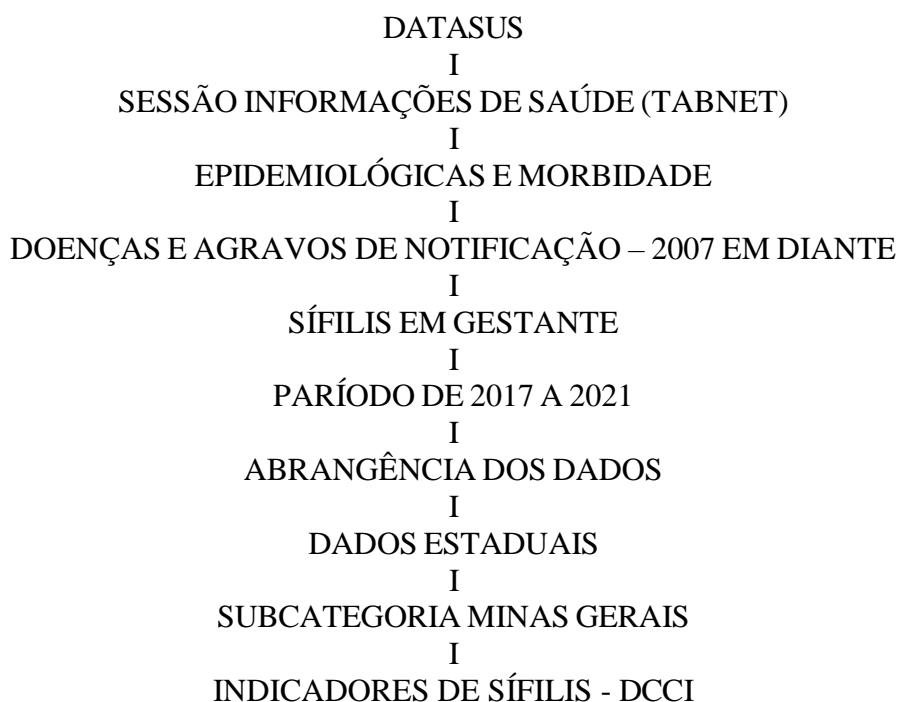 DATASUS
I
SESSÃO INFORMAÇÕES DE SAÚDE (TABNET)
I
EPIDEMIOLÓGICAS E MORBIDADE
I
DOENÇAS E AGRAVOS DE NOTIFICAÇÃO – 2007 EM DIANTE
I
SÍFILIS EM GESTANTE
I
PARÍODO DE 2017 A 2021
I
ABRANGÊNCIA DOS DADOS
I
DADOS ESTADUAIS
I
SUBCATEGORIA MINAS GERAIS
I
INDICADORES DE SÍFILIS - DCCI